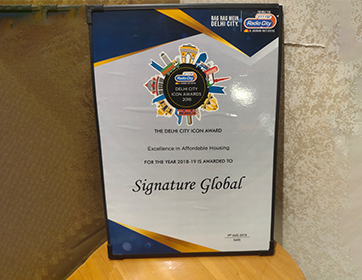 RAG RAG MEIN
DELHI CITY.
Radio City
Radio City
DELHI CITY
ICON AWARDS
2018
THE DELHI CITY ICON AWARD
Excellence in Affordable Housing
FOR THE YEAR 2018-19 IS AWARDED TO
Signature Global
DATE